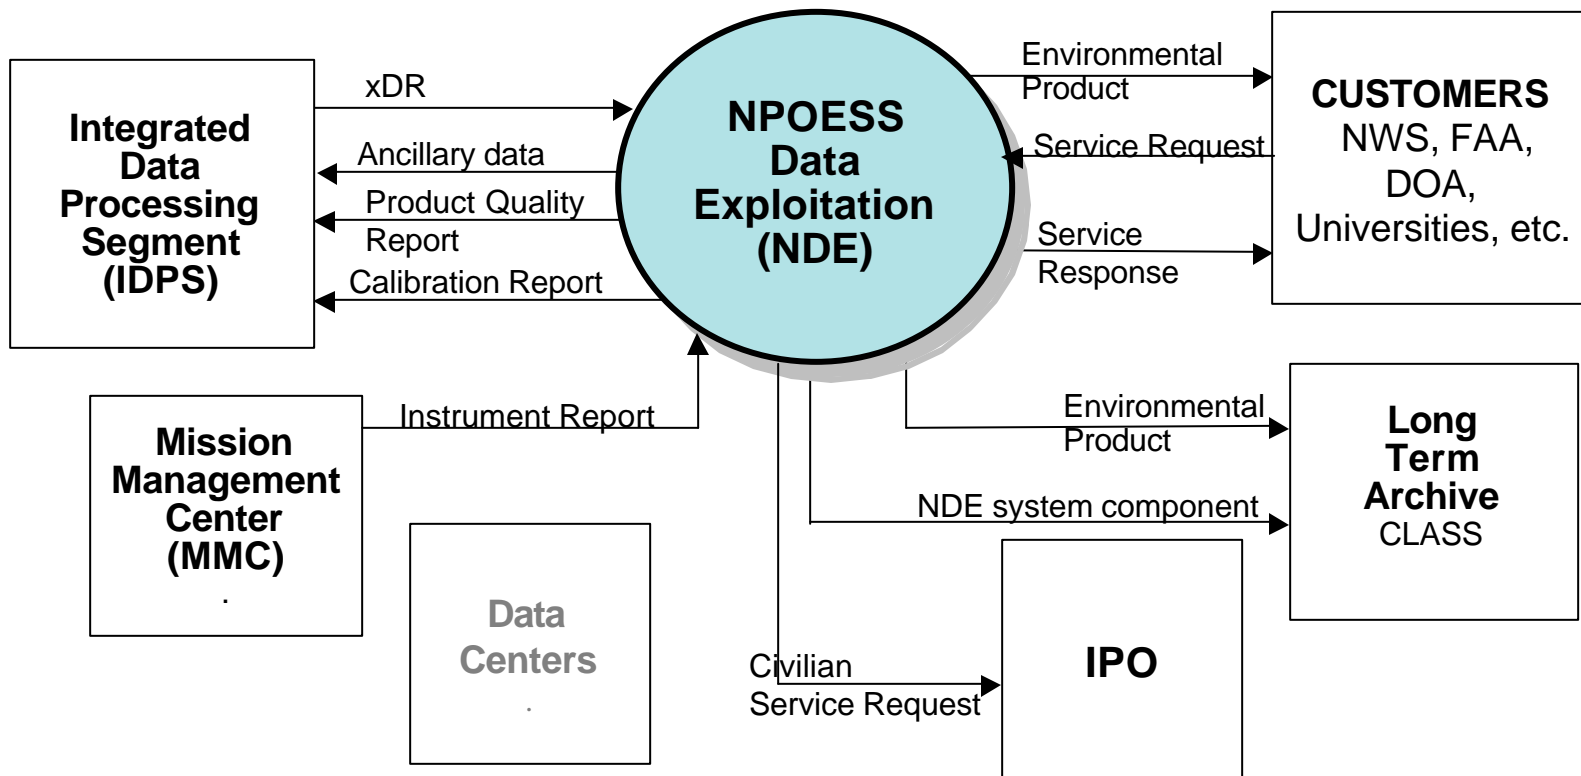 Integrated
Data
Processing
Segment
(IDPS)
xDR
Ancillary data
Product Quality
Report
Calibration Report
NPOESS
Data
Exploitation
(NDE)
Environmental
Product
Service Request
Service
Response
CUSTOMERS
NWS, FAA,
DOA,
Universities, etc.
Mission
Management
Center
(MMC)
.
Instrument Report
Environmental
Product
NDE system component
Long
Term
Archive
CLASS
Data
Centers
.
Civilian
Service Request
IPO